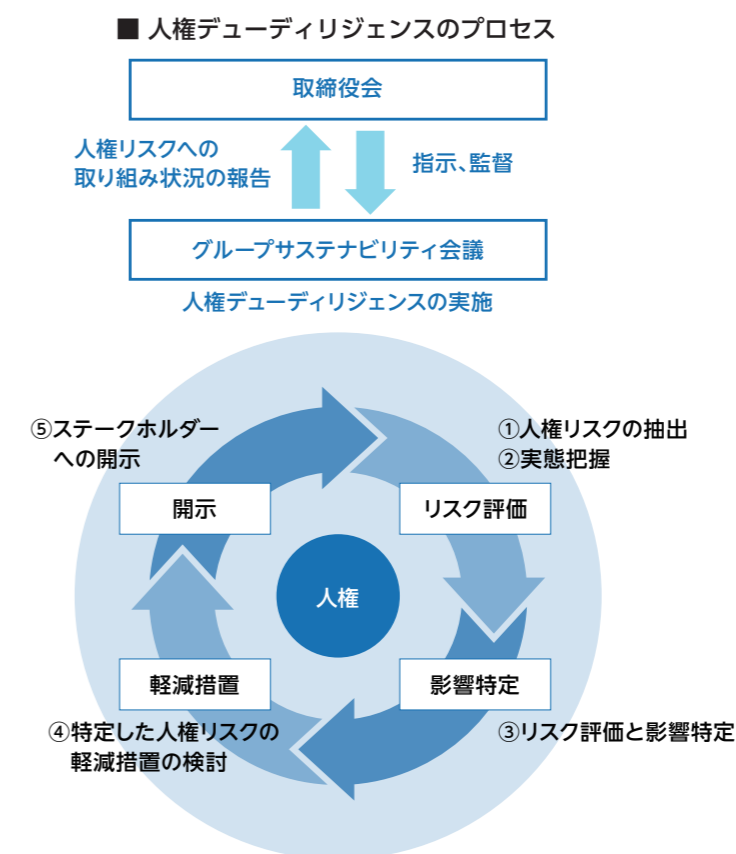 ■ 人権デューディリジェンスのプロセス
取締役会
人権リスクへの
取り組み状況の報告
指示、監督
グループサステナビリティ会議
人権デューディリジェンスの実施
⑤ステークホルダー
への開示
①人権リスクの抽出
②実態把握
開示
リスク評価
人権
軽減措置
影響特定
④特定した人権リスクの
軽減措置の検討
③リスク評価と影響特定